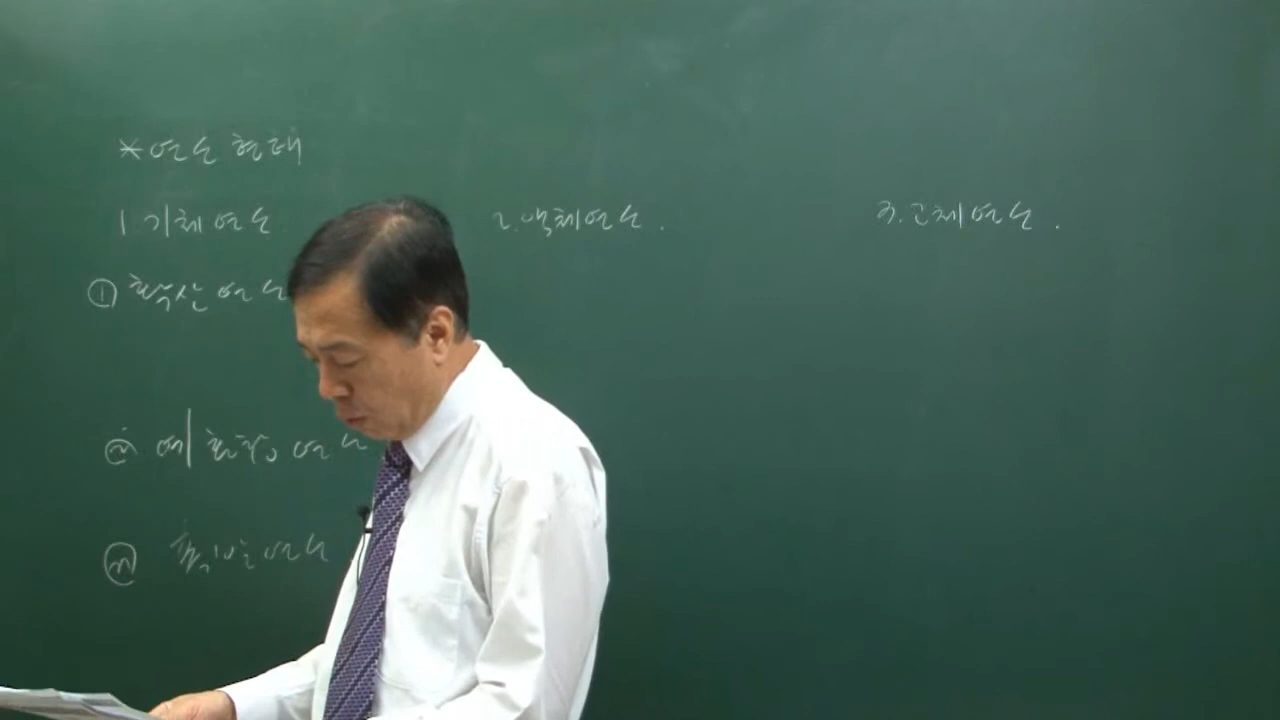 *연소 형태
1. 기체연소
① 확산연소
② 예혼합연소
③ 폭발연소
2. 액체연소.
3. 고체연소.